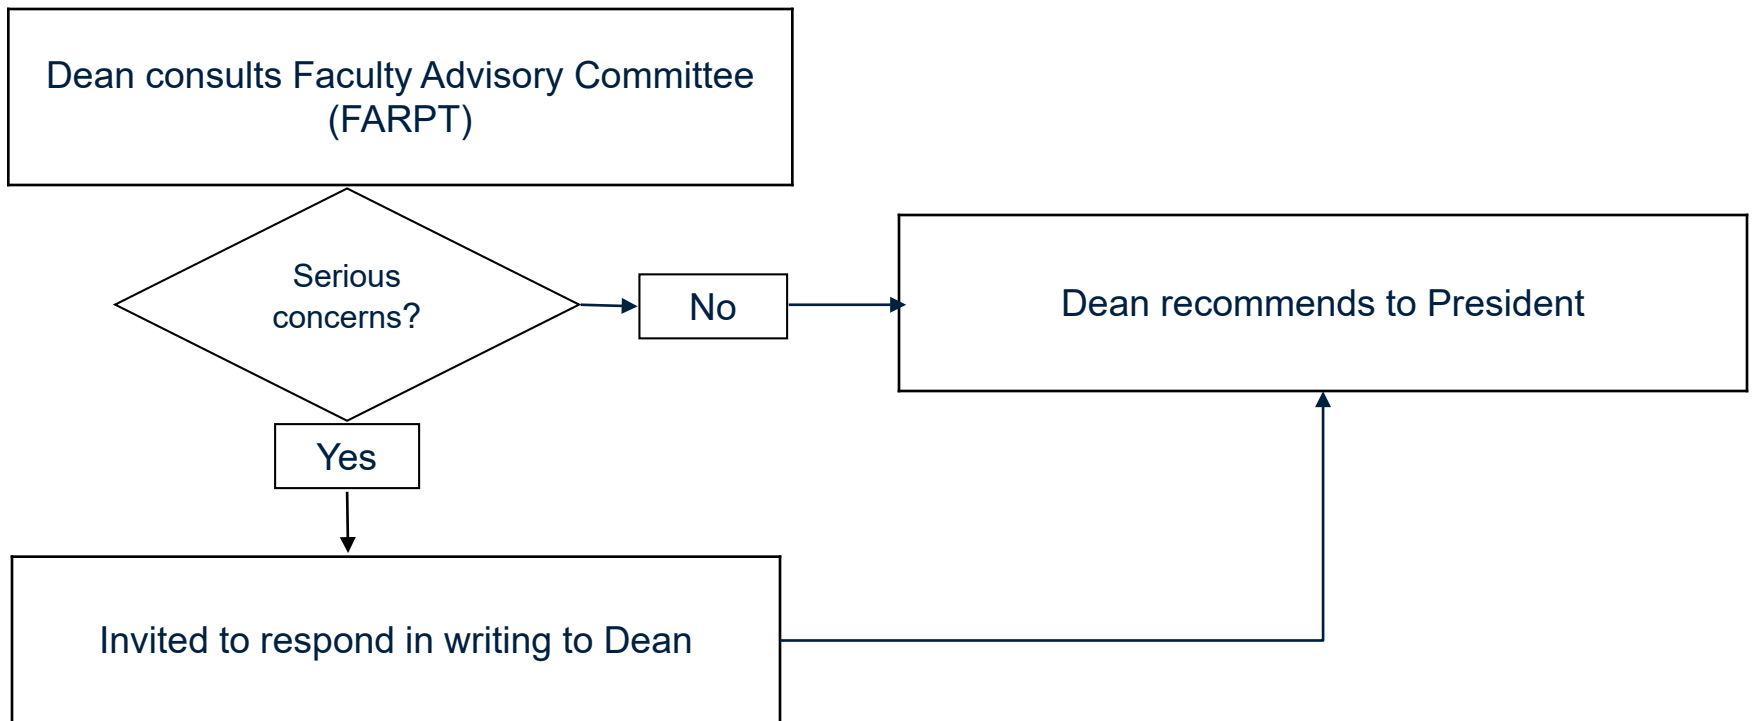 Dean consults Faculty Advisory Committee
(FARPT)
Serious
concerns?
No
Dean recommends to President
Yes
Invited to respond in writing to Dean